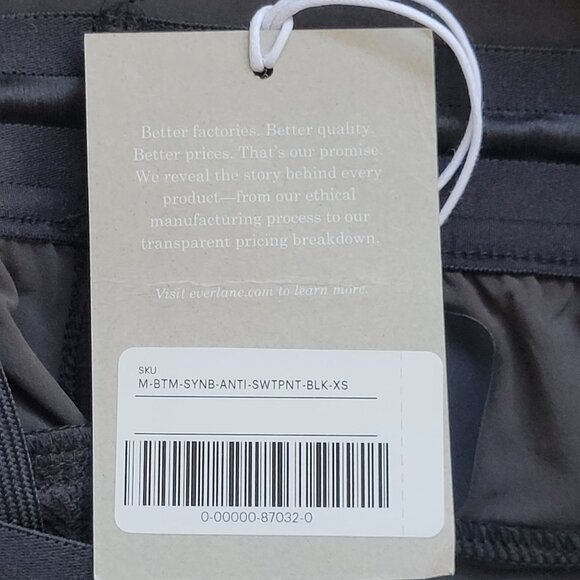 Better factories. Better quality.
Better prices. That's our promise.
We reveal the story behind every
product—from our ethical
manufacturing process to our
transparent pricing breakdown.
Visit everlane.com to learn more.
SKU
M-BTM-SYNB-ANTI-SWTPNT-BLK-XS
0-00000-87032-0